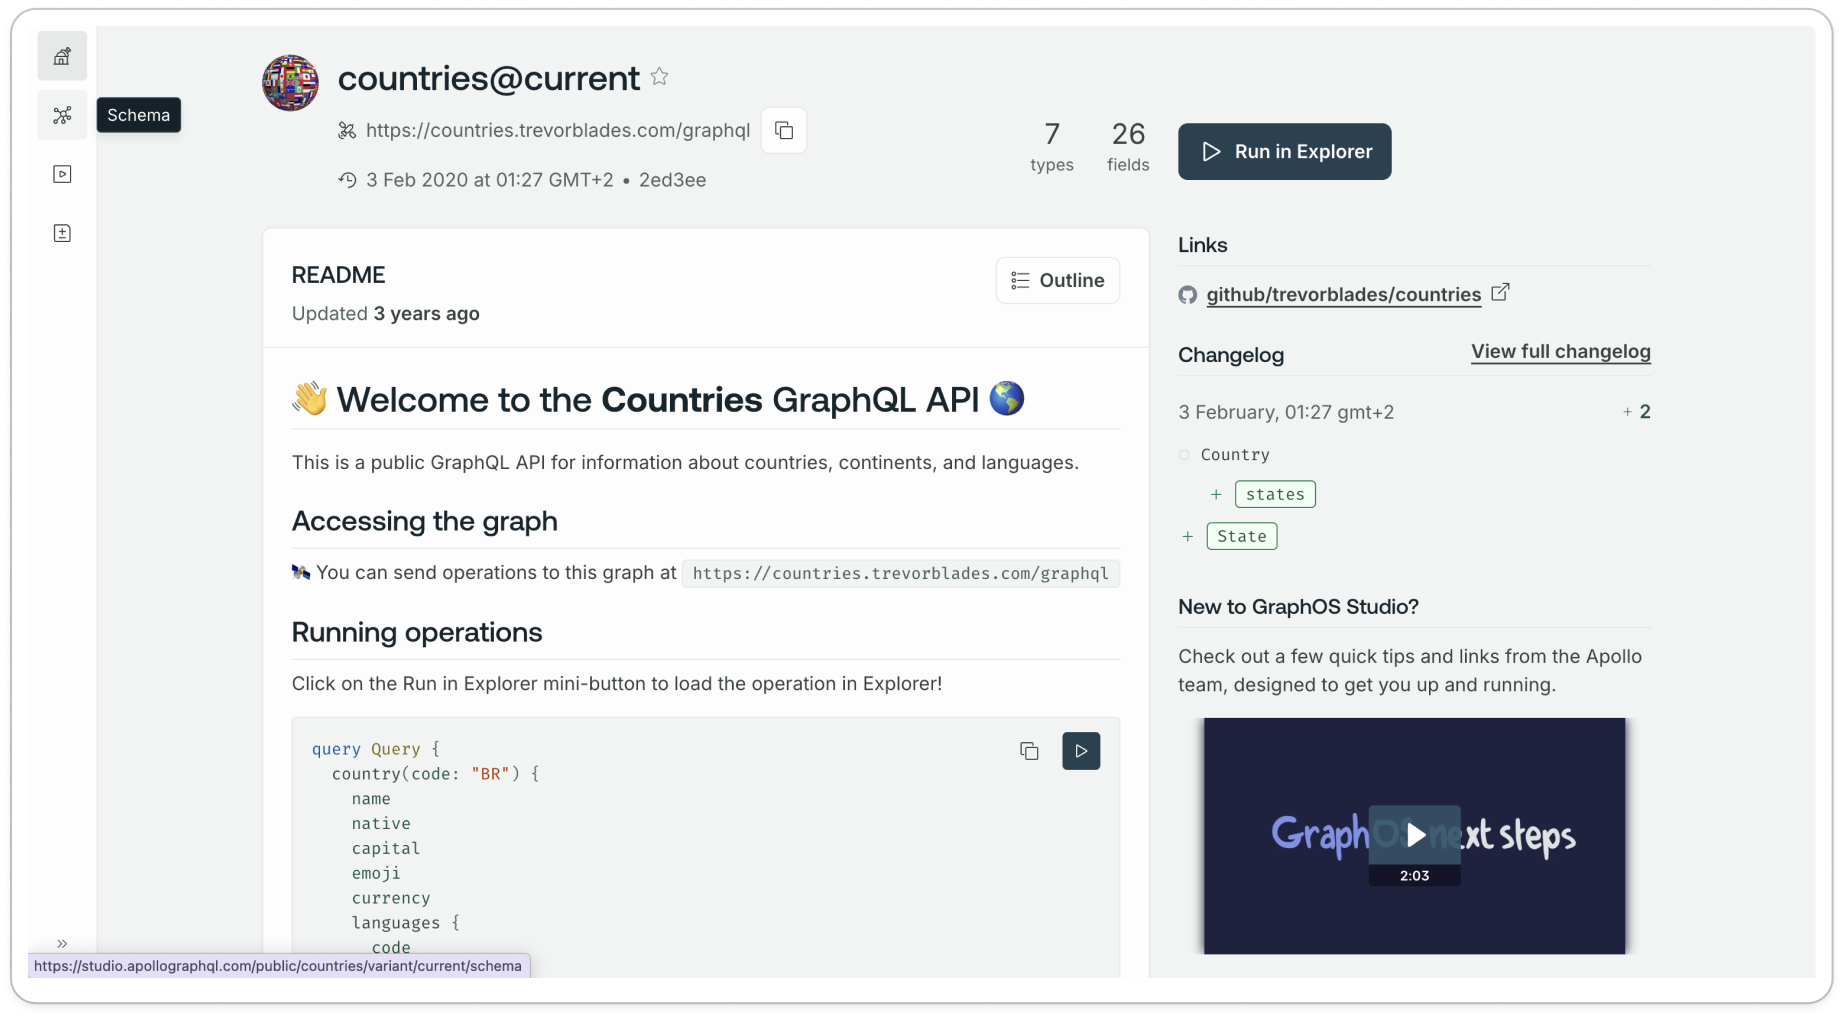 countries@current
Schema
https://countries.trevorblades.com/graphql
3 Feb 2020 at 01:27 GMT+2 • 2ed3ee
7
types
26
fields
Run in Explorer
README
Outline
Updated 3 years ago
👋 Welcome to the Countries GraphQL API 🌎
This is a public GraphQL API for information about countries, continents, and languages.
Accessing the graph
🛰 You can send operations to this graph at https://countries.trevorblades.com/graphql
Running operations
Click on the Run in Explorer mini-button to load the operation in Explorer!
query Query {
country(code: "BR") {
name
native
capital
emoji
currency
languages {
code
Links
github/trevorblades/countries
Changelog
View full changelog
3 February, 01:27 gmt+2
+ 2
Country
+ states
+ State
New to GraphOS Studio?
Check out a few quick tips and links from the Apollo
team, designed to get you up and running.
GraphOS next steps
2:03
https://studio.apollographql.com/public/countries/variant/current/schema